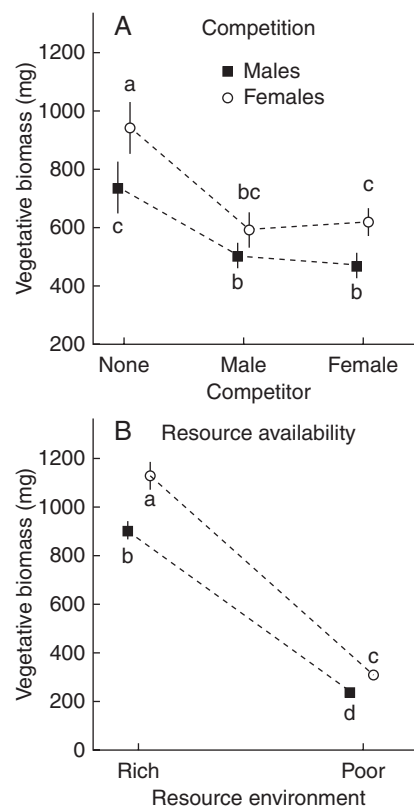 A Competition
1200
Males
Females
1000
a
800
bc
c
600
c
400
b
b
200
None Male Female
Competitor
Vegetative biomass (mg)
B Resource availability
1200
a
1000
b
800
600
400
c
200
d
0
Rich Poor
Resource environment
Vegetative biomass (mg)